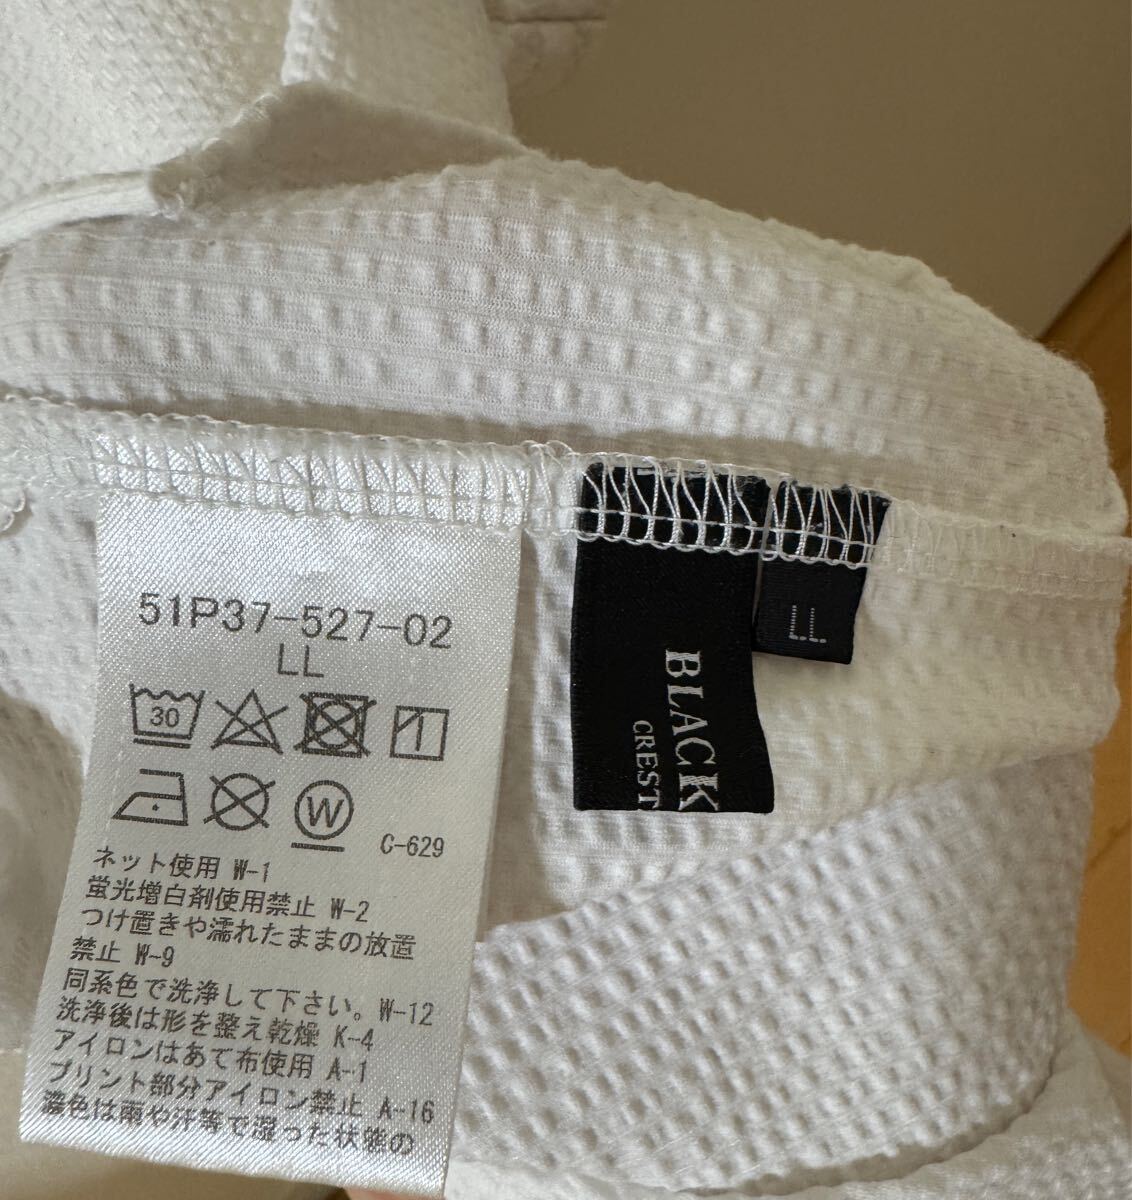 51P37-527-02
LL
30
W
C-629
ネット使用 W-1
蛍光増白剤使用禁止 W-2
つけ置きや濡れたままの放置
禁止 W-9
同系色で洗浄して下さい。W-12
洗浄後は形を整え乾燥 K-4
アイロンはあて布使用 A-1
プリント部分アイロン禁止 A-16
濃色は雨や汗等で湿った状態の
BLACK
CREST
LL